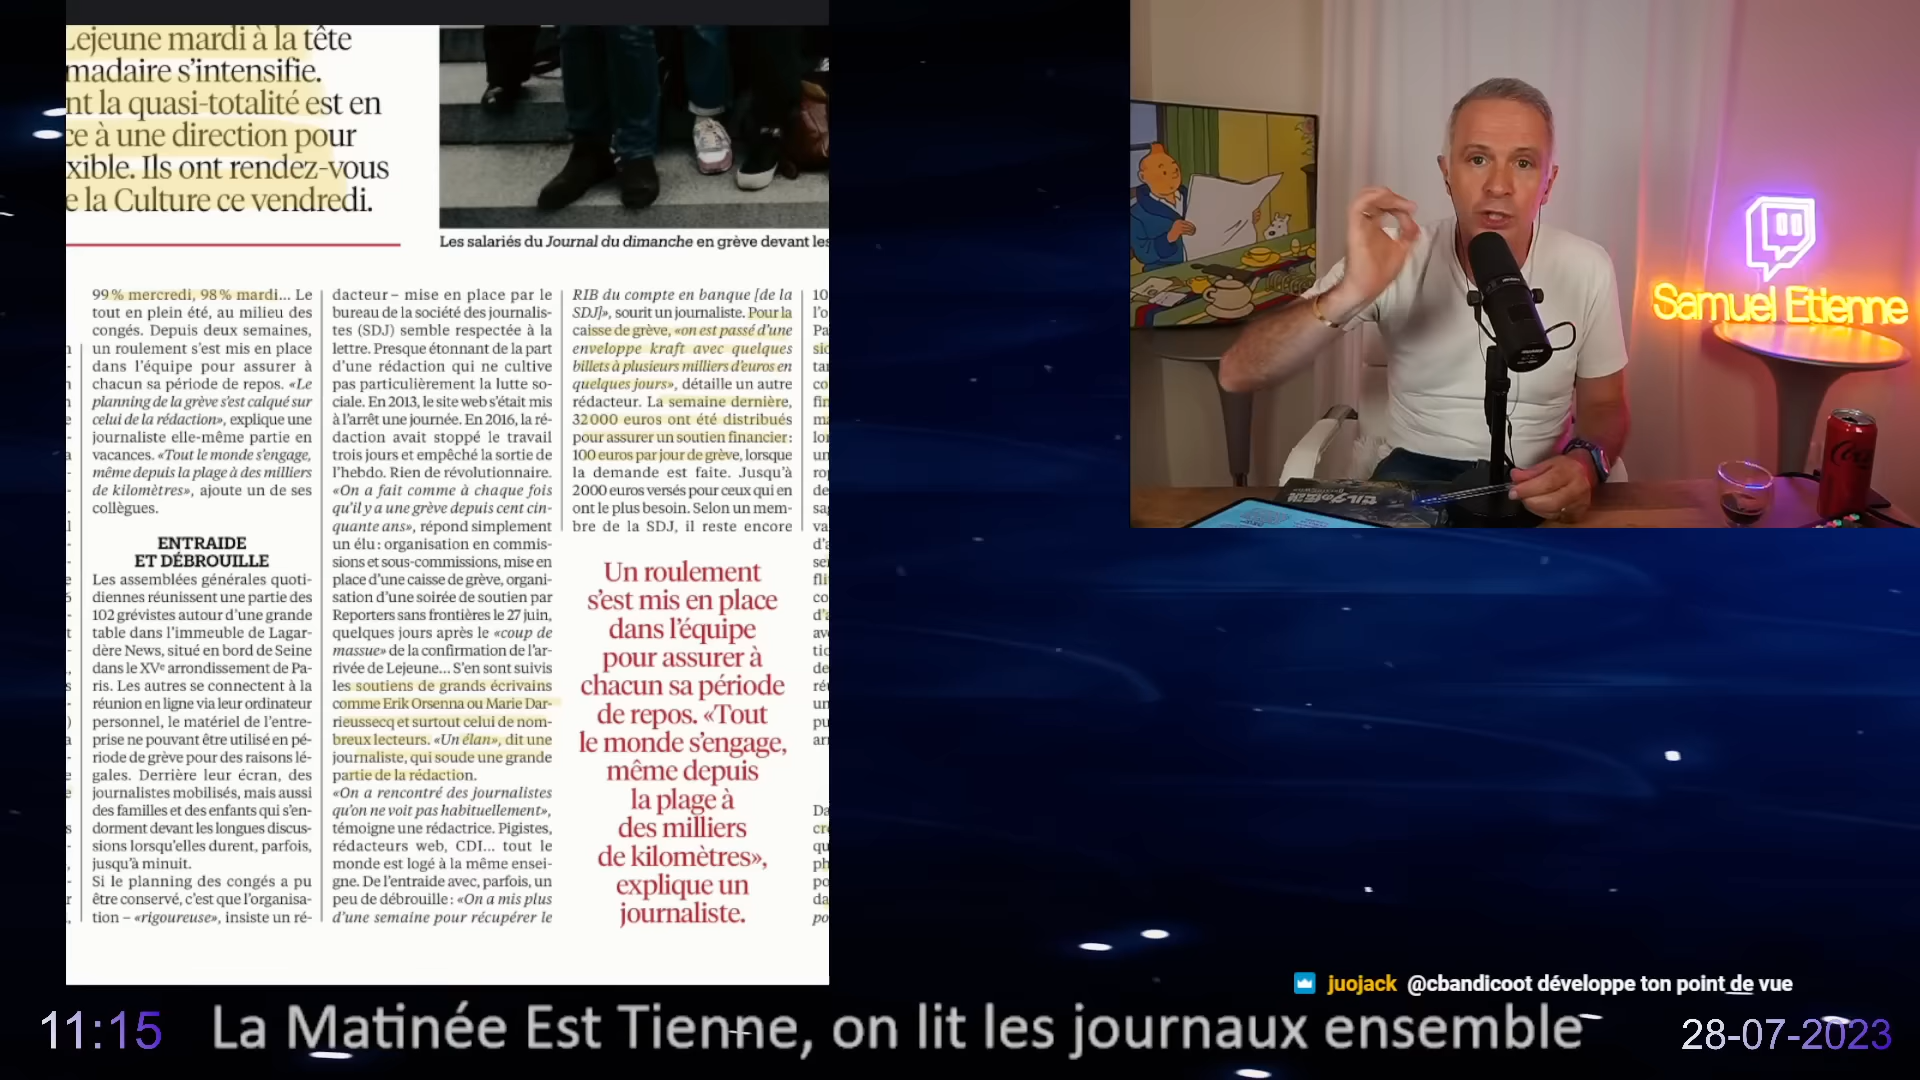 Lejeune mardi à la tête
madaire s'intensifie.
nt la quasi-totalité est en
ce à une direction pour
xible. Ils ont rendez-vous
e la Culture ce vendredi.
Les salariés du Journal du dimanche en grève devant les
99% mercredi, 98% mardi... Le
tout en plein été, au milieu des
congés. Depuis deux semaines,
un roulement s'est mis en place
dans l'équipe pour assurer à
chacun sa période de repos. «Le
planning de la grève s'est calqué sur
celui de la rédaction», explique une
journaliste elle-même partie en
vacances. «Tout le monde s'engage,
même depuis la plage à des milliers
de kilomètres», ajoute un de ses
collègues.
ENTRAIDE
ET DÉBROUILLE
Les assemblées générales quoti-
diennes réunissent une partie des
102 grévistes autour d'une grande
table dans l'immeuble de Lagar-
dère News, situé en bord de Seine
dans le XVe arrondissement de Pa-
ris. Les autres se connectent à la
réunion en ligne via leur ordinateur
personnel, le matériel de l'entre-
prise ne pouvant être utilisé en pé-
riode de grève pour des raisons lé-
gales. Derrière leur écran, des
journalistes mobilisés, mais aussi
des familles et des enfants qui s'en-
dorment devant les longues discus-
sions lorsqu'elles durent, parfois,
jusqu'à minuit.
Si le planning des congés a pu
être conservé, c'est que l'organisa-
tion – «rigoureuse», insiste un ré-
dacteur – mise en place par le
bureau de la société des journalis-
tes (SDJ) semble respectée à la
lettre. Presque étonnant de la part
d'une rédaction qui ne cultive
pas particulièrement la lutte so-
ciale. En 2013, le site web s'était mis
à l'arrêt une journée. En 2016, la ré-
daction avait stoppé le travail
trois jours et empêché la sortie de
l'hebdo. Rien de révolutionnaire.
«On a fait comme à chaque fois
qu'il y a une grève depuis cent cin-
quante ans», répond simplement
un élu : organisation en commis-
sions et sous-commissions, mise en
place d'une caisse de grève, organi-
sation d'une soirée de soutien par
Reporters sans frontières le 27 juin,
quelques jours après le «coup de
massue» de la confirmation de l'ar-
rivée de Lejeune... S'en sont suivis
les soutiens de grands écrivains
comme Erik Orsenna ou Marie Dar-
rieussecq et surtout celui de nom-
breux lecteurs. «Un élan», dit une
journaliste, qui soude une grande
partie de la rédaction.
«On a rencontré des journalistes
qu'on ne voit pas habituellement»,
témoigne une rédactrice. Pigistes,
rédacteurs web, CDI... tout le
monde est logé à la même ensei-
gne. De l'entraide avec, parfois, un
peu de débrouille : «On a mis plus
d'une semaine pour récupérer le
RIB du compte en banque [de la
SDJ]», sourit un journaliste. Pour la
caisse de grève, «on est passé d'une
enveloppe kraft avec quelques
billets à plusieurs milliers d'euros en
quelques jours», détaille un autre
rédacteur. La semaine dernière,
32000 euros ont été distribués
pour assurer un soutien financier :
100 euros par jour de grève, lorsque
la demande est faite. Jusqu'à
2000 euros versés pour ceux qui en
ont le plus besoin. Selon un mem-
bre de la SDJ, il reste encore
Un roulement
s'est mis en place
dans l'équipe
pour assurer à
chacun sa période
de repos. «Tout
le monde s'engage,
même depuis
la plage à
des milliers
de kilomètres»,
explique un
journaliste.
Samuel Etienne
juojack @cbandicoot développe ton point de vue
11:15 La Matinée Est Tienne, on lit les journaux ensemble 28-07-2023